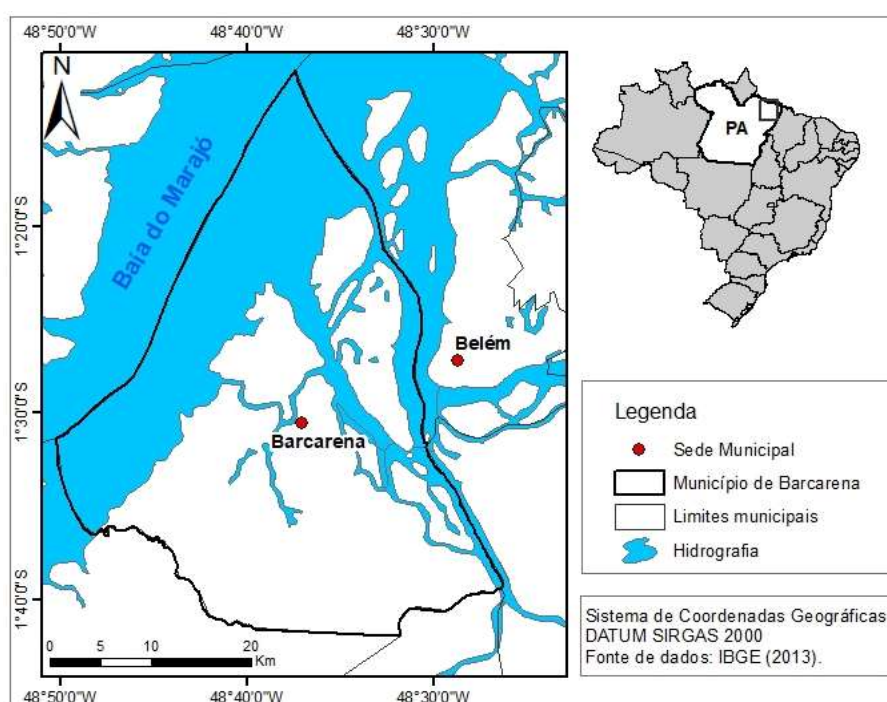 48°50'0"W 48°40'0"W 48°30'0"W
N
Baía do Marajó
1°20'0"S
1°30'0"S
1°40'0"S
Belém
Barcarena
0 5 10 20
Km
48°50'0"W 48°40'0"W 48°30'0"W
PA
Legenda
Sede Municipal
Município de Barcarena
Limites municipais
Hidrografia
Sistema de Coordenadas Geográficas
DATUM SIRGAS 2000
Fonte de dados: IBGE (2013).